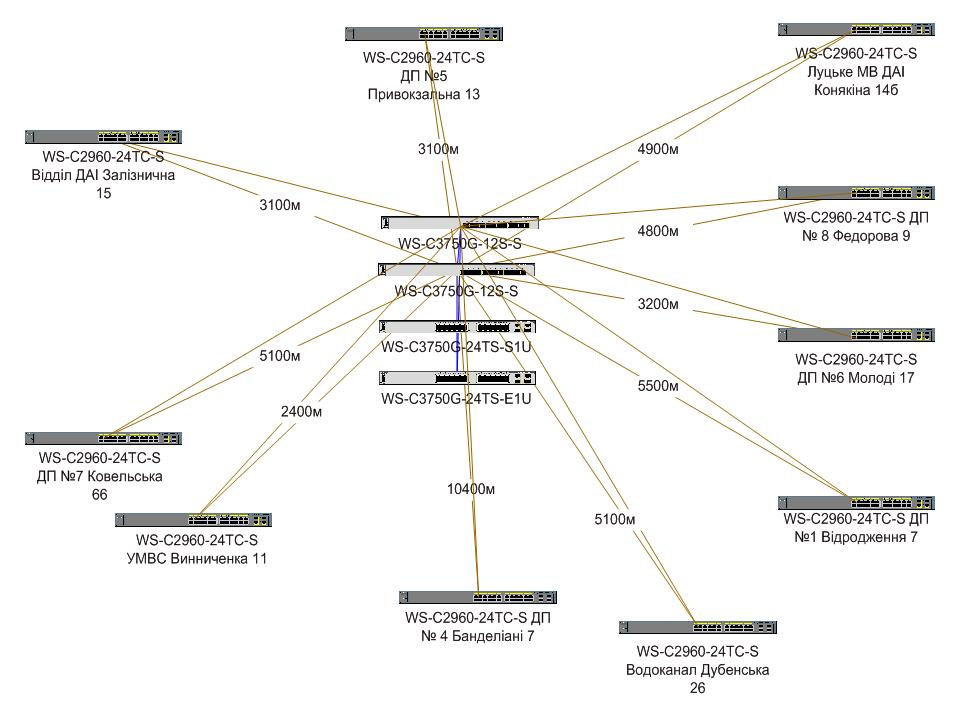 WS-C2960-24TC-S
ДП №5
Привокзальна 13
WS-C2960-24TC-S
Луцьке МВ ДАІ
Конякіна 14б
3100м
4900м
WS-C2960-24TC-S
Відділ ДАІ Залізнична
15
3100м
WS-C2960-24TC-S ДП
№ 8 Федорова 9
4800м
WS-C3750G-12S-S
WS-C3750G-12S-S
3200м
WS-C3750G-24TS-S1U
WS-C3750G-24TS-E1U
WS-C2960-24TC-S
ДП №6 Молоді 17
5100м
5500м
2400м
WS-C2960-24TC-S
ДП №7 Ковельська
66
10400м
5100м
WS-C2960-24TC-S ДП
№1 Відродження 7
WS-C2960-24TC-S
УМВС Винниченка 11
WS-C2960-24TC-S ДП
№ 4 Банделіані 7
WS-C2960-24TC-S
Водоканал Дубенська
26